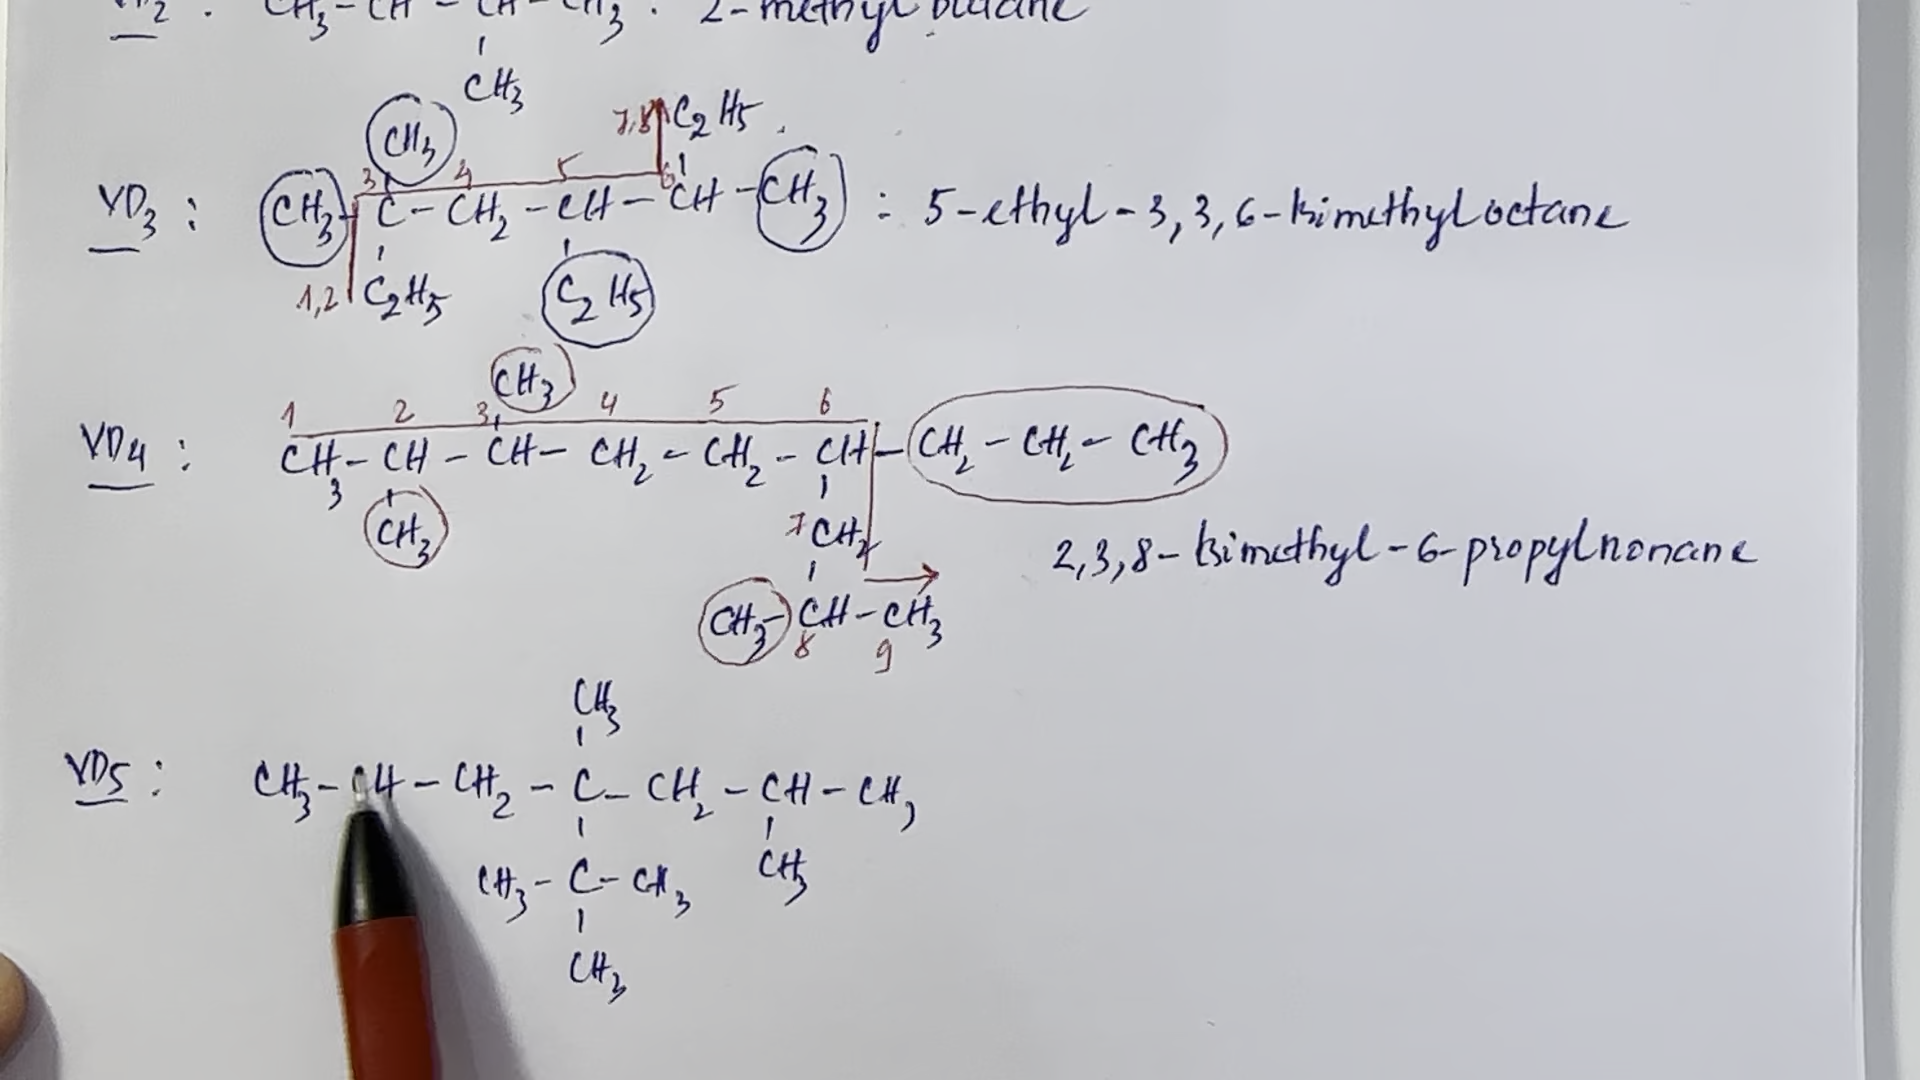 CH3-CH-CH-CH3 : 2-methyl butane
CH3
CH3 7,8 C2H5
3 4 5 6
VD3 : CH3-C-CH2-CH-CH-CH3 : 5-ethyl-3,3,6-trimethyloctane
1,2 C2H5 C2H5
CH3
1 2 3 4 5 6
VD4 : CH3-CH-CH-CH2-CH2-CH-CH2-CH2-CH3
CH3 7 CH2
2,3,8-trimethyl-6-propylnonane
CH3-CH-CH3
8 9
CH3
VD5 : CH3-CH-CH2-C-CH2-CH-CH3
CH3-C-CH3 CH3
CH3